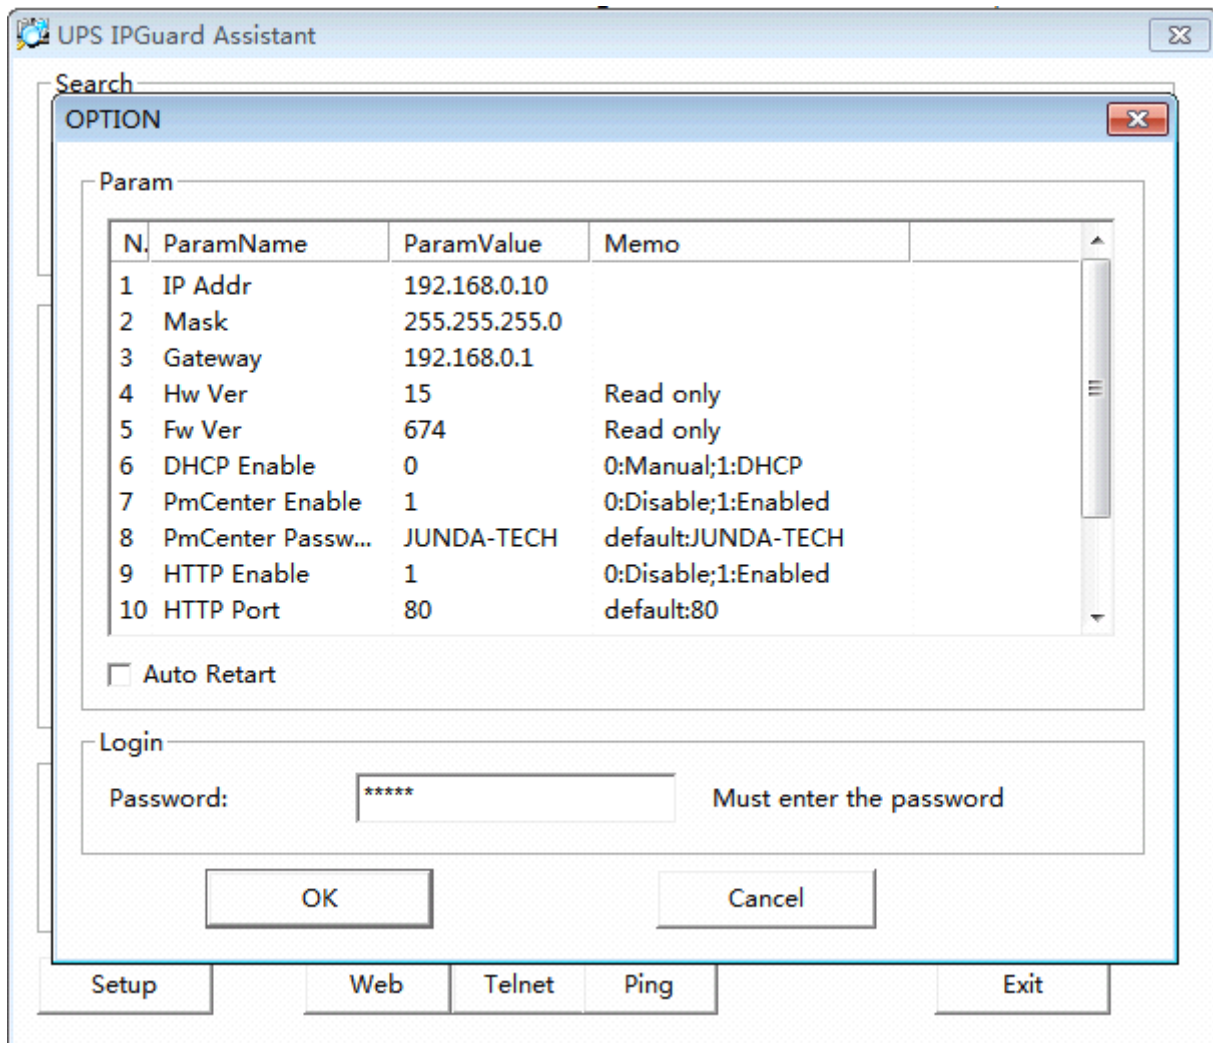 UPS IPGuard Assistant
Search
OPTION
Param
N. ParamName ParamValue Memo
1 IP Addr 192.168.0.10
2 Mask 255.255.255.0
3 Gateway 192.168.0.1
4 Hw Ver 15 Read only
5 Fw Ver 674 Read only
6 DHCP Enable 0 0:Manual;1:DHCP
7 PmCenter Enable 1 0:Disable;1:Enabled
8 PmCenter Passw... JUNDA-TECH default:JUNDA-TECH
9 HTTP Enable 1 0:Disable;1:Enabled
10 HTTP Port 80 default:80
Auto Retart
Login
Password: ***** Must enter the password
OK Cancel
Setup Web Telnet Ping Exit